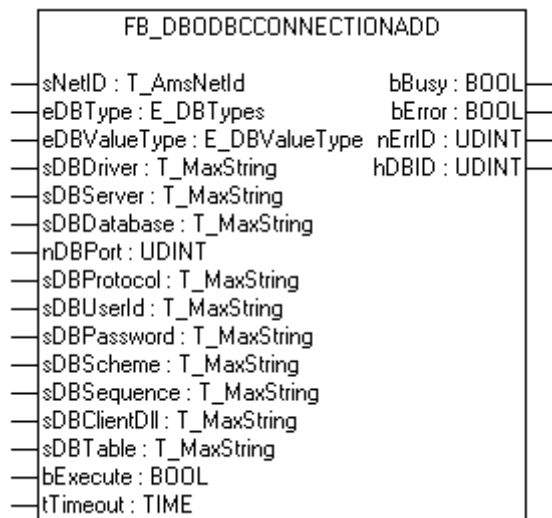 FB_DBODBCCONNECTIONADD
sNetID : T_AmsNetId bBusy : BOOL
eDBType : E_DBTypes bError : BOOL
eDBValueType : E_DBValueType nErrID : UDINT
sDBDriver : T_MaxString hDBID : UDINT
sDBServer : T_MaxString
sDBDatabase : T_MaxString
nDBPort : UDINT
sDBProtocol : T_MaxString
sDBUserId : T_MaxString
sDBPassword : T_MaxString
sDBScheme : T_MaxString
sDBSequence : T_MaxString
sDBClientDll : T_MaxString
sDBTable : T_MaxString
bExecute : BOOL
tTimeout : TIME